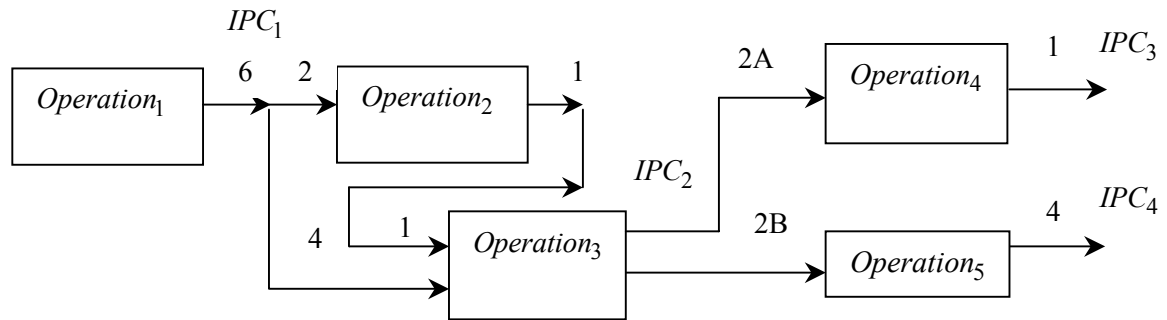 IPC₁
6
2
1
2A
1
IPC₃
Operation₁
Operation₂
Operation₄
IPC₂
IPC₄
4
1
2B
4
Operation₃
Operation₅